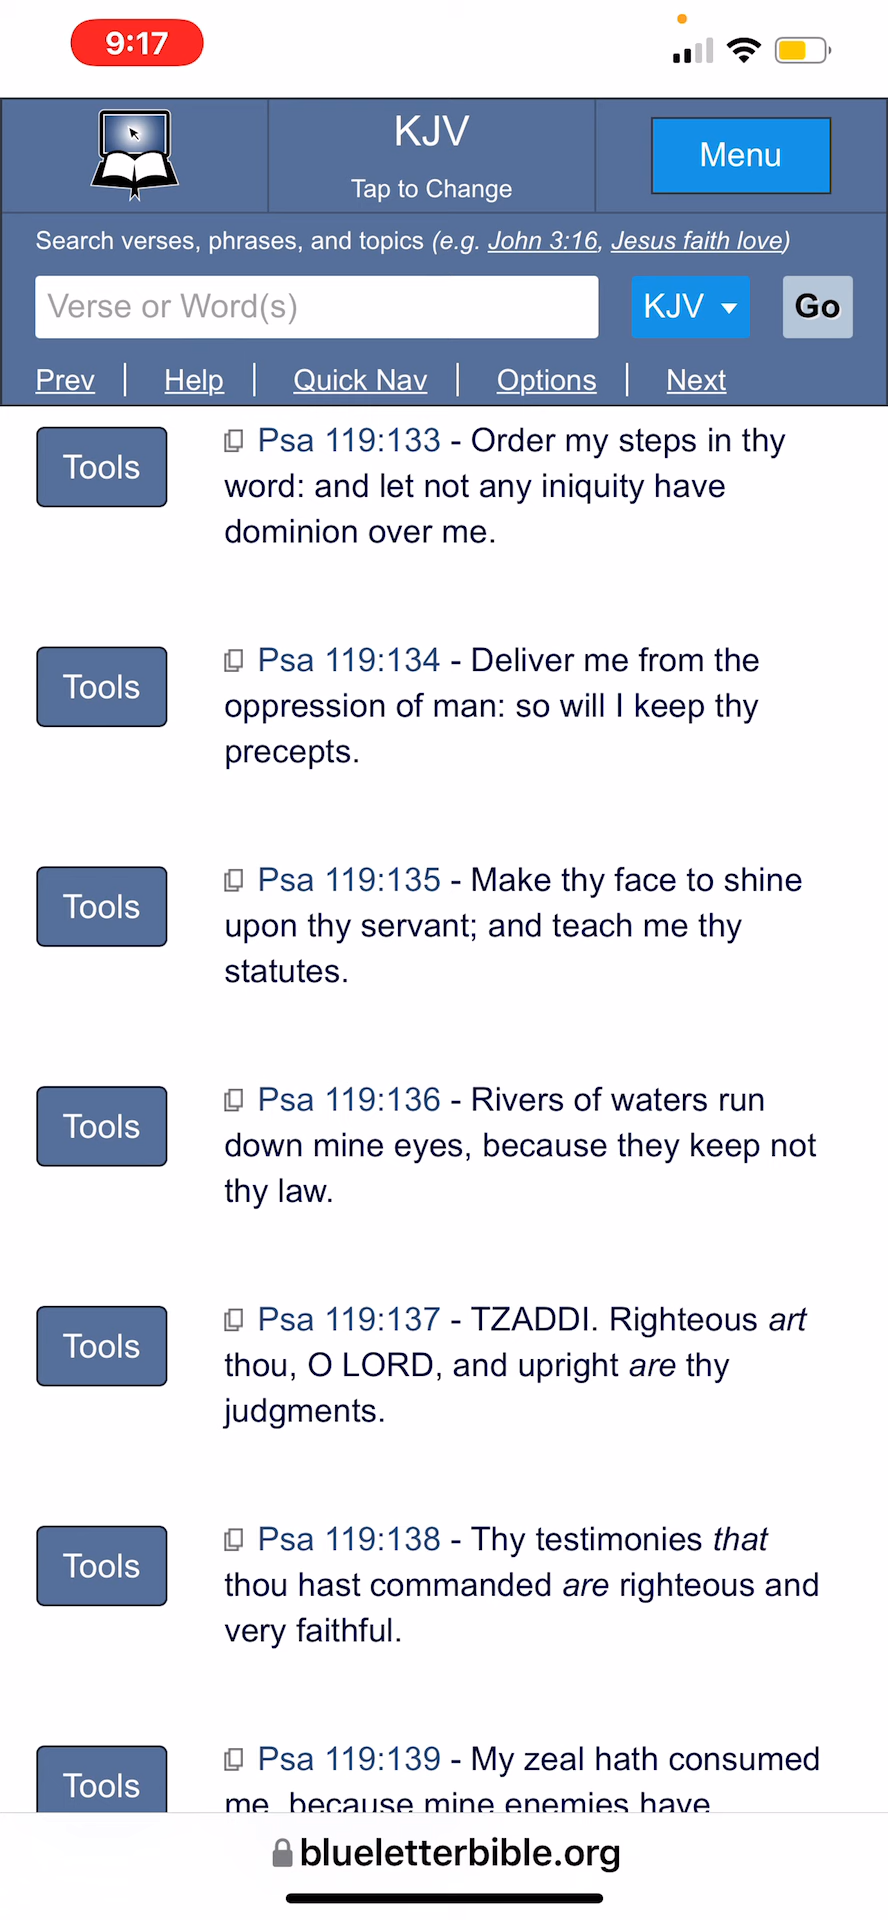 9:17
KJV
Tap to Change
Menu
Search verses, phrases, and topics (e.g. John 3:16, Jesus faith love)
Verse or Word(s)
KJV
Go
Prev | Help | Quick Nav | Options | Next
Tools
Psa 119:133 - Order my steps in thy
word: and let not any iniquity have
dominion over me.
Tools
Psa 119:134 - Deliver me from the
oppression of man: so will I keep thy
precepts.
Tools
Psa 119:135 - Make thy face to shine
upon thy servant; and teach me thy
statutes.
Tools
Psa 119:136 - Rivers of waters run
down mine eyes, because they keep not
thy law.
Tools
Psa 119:137 - TZADDI. Righteous art
thou, O LORD, and upright are thy
judgments.
Tools
Psa 119:138 - Thy testimonies that
thou hast commanded are righteous and
very faithful.
Tools
Psa 119:139 - My zeal hath consumed
me, because mine enemies have
blueletterbible.org